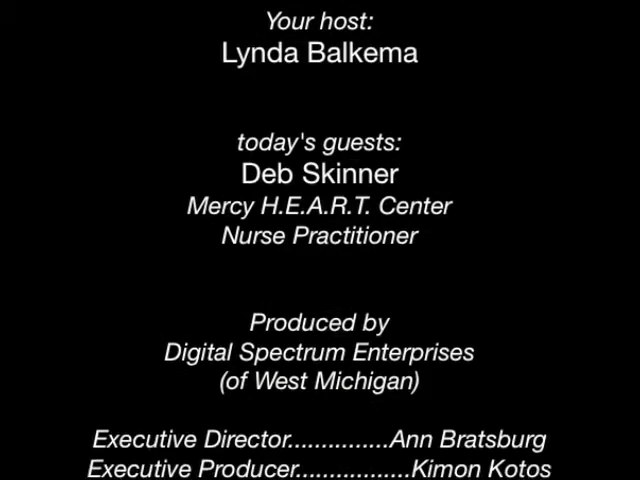 Your host:
Lynda Balkema
today's guests:
Deb Skinner
Mercy H.E.A.R.T. Center
Nurse Practitioner
Produced by
Digital Spectrum Enterprises
(of West Michigan)
Executive Director...............Ann Bratsburg
Executive Producer.................Kimon Kotos